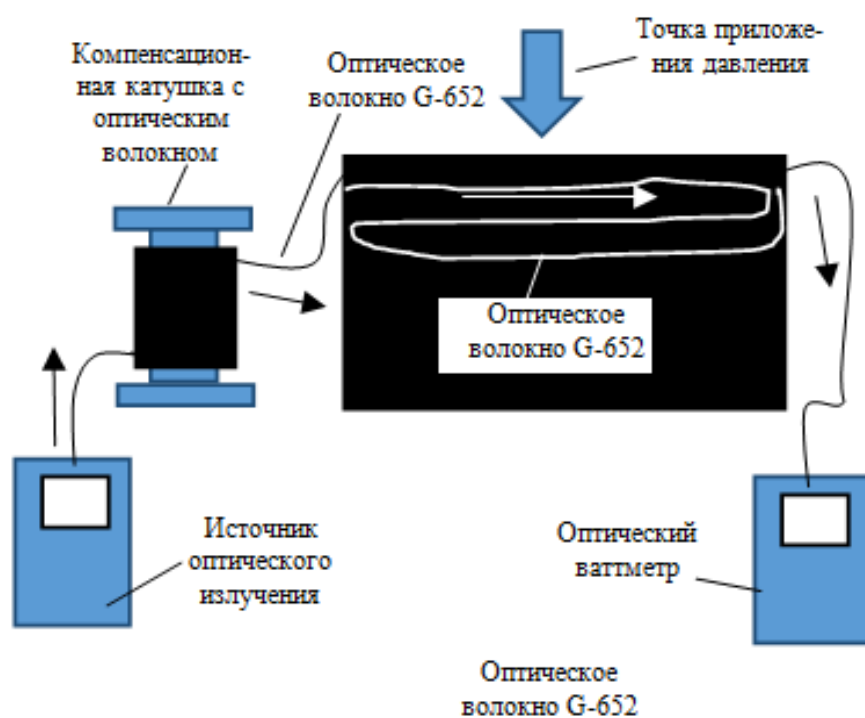 Компенсацион-
ная катушка с
оптическим
волокном
Оптическое
волокно G-652
Точка приложе-
ния давления
Оптическое
волокно G-652
Источник
оптического
излучения
Оптический
ваттметр
Оптическое
волокно G-652